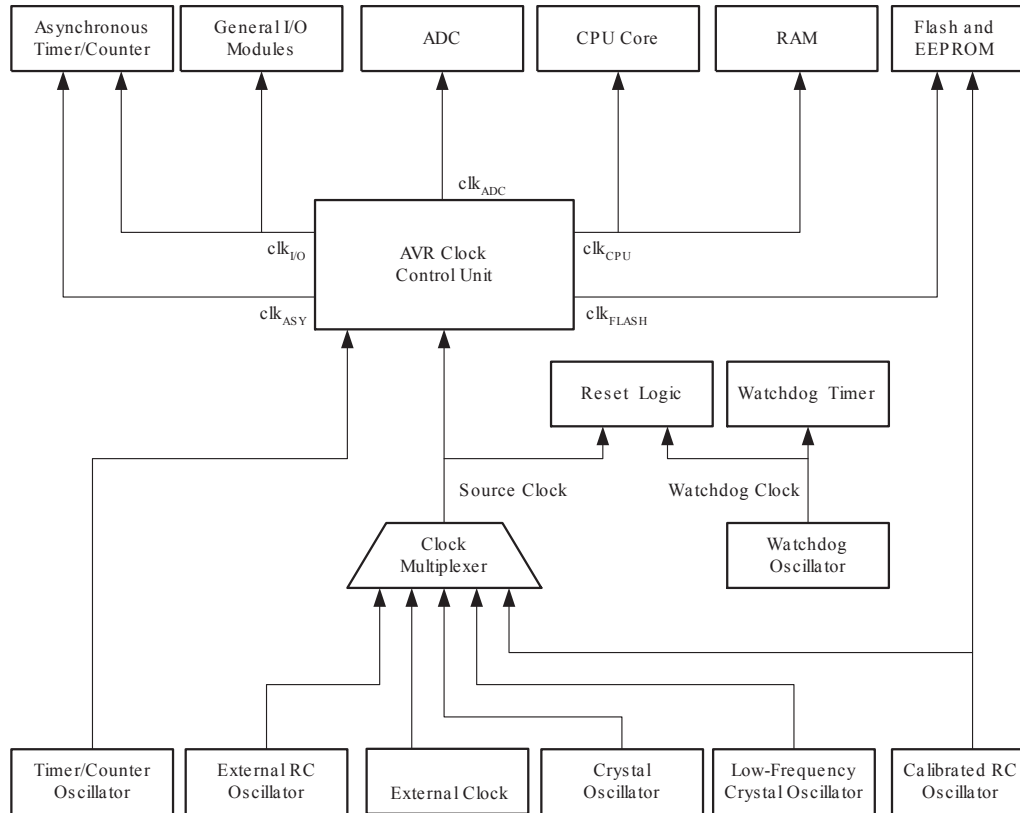 Asynchronous
Timer/Counter
General I/O
Modules
ADC
CPU Core
RAM
Flash and
EEPROM
clkADC
clkI/O
AVR Clock
Control Unit
clkCPU
clkASY
clkFLASH
Reset Logic
Watchdog Timer
Source Clock
Watchdog Clock
Clock
Multiplexer
Watchdog
Oscillator
Timer/Counter
Oscillator
External RC
Oscillator
External Clock
Crystal
Oscillator
Low-Frequency
Crystal Oscillator
Calibrated RC
Oscillator